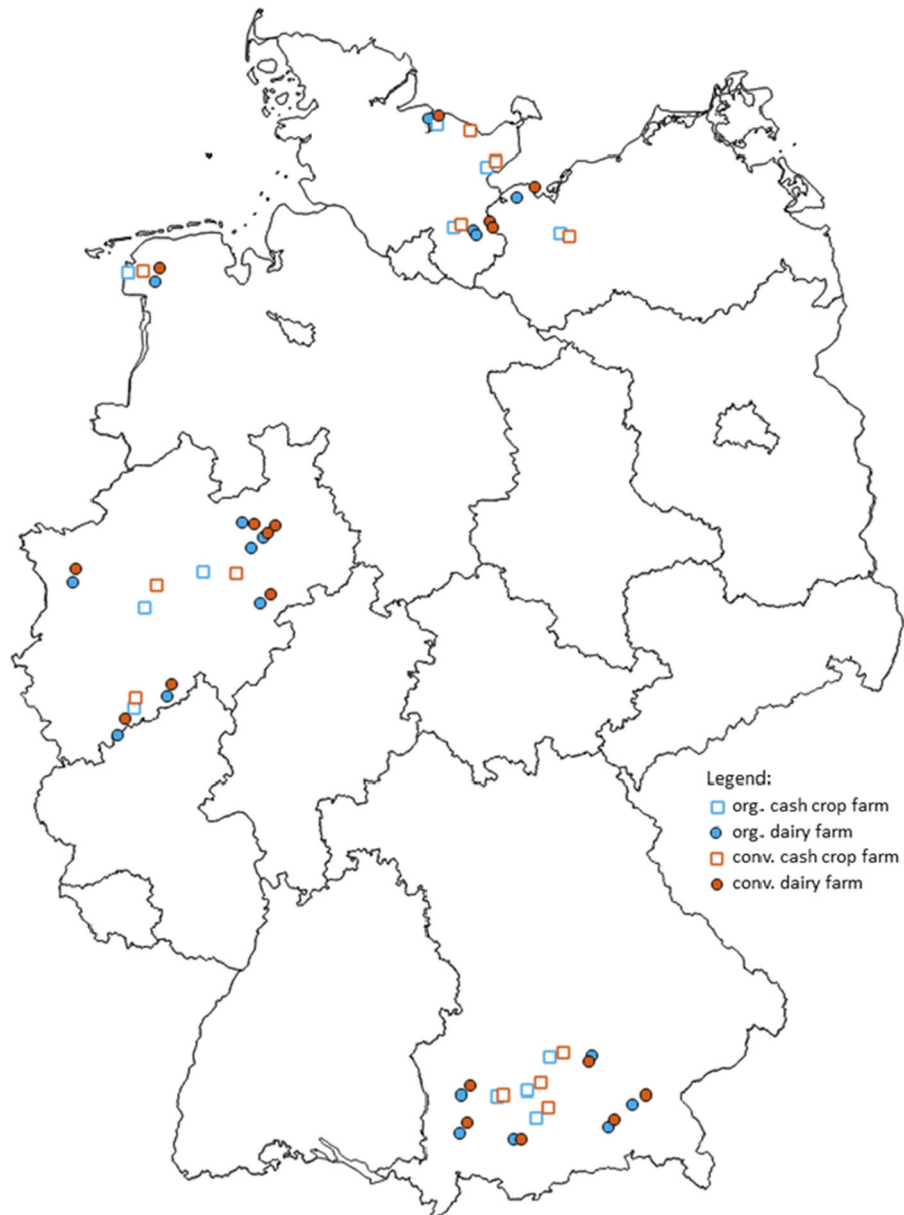 Legend:
org. cash crop farm
org. dairy farm
conv. cash crop farm
conv. dairy farm